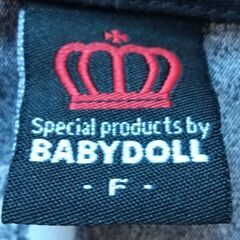 Special products by
BABYDOLL
- F -